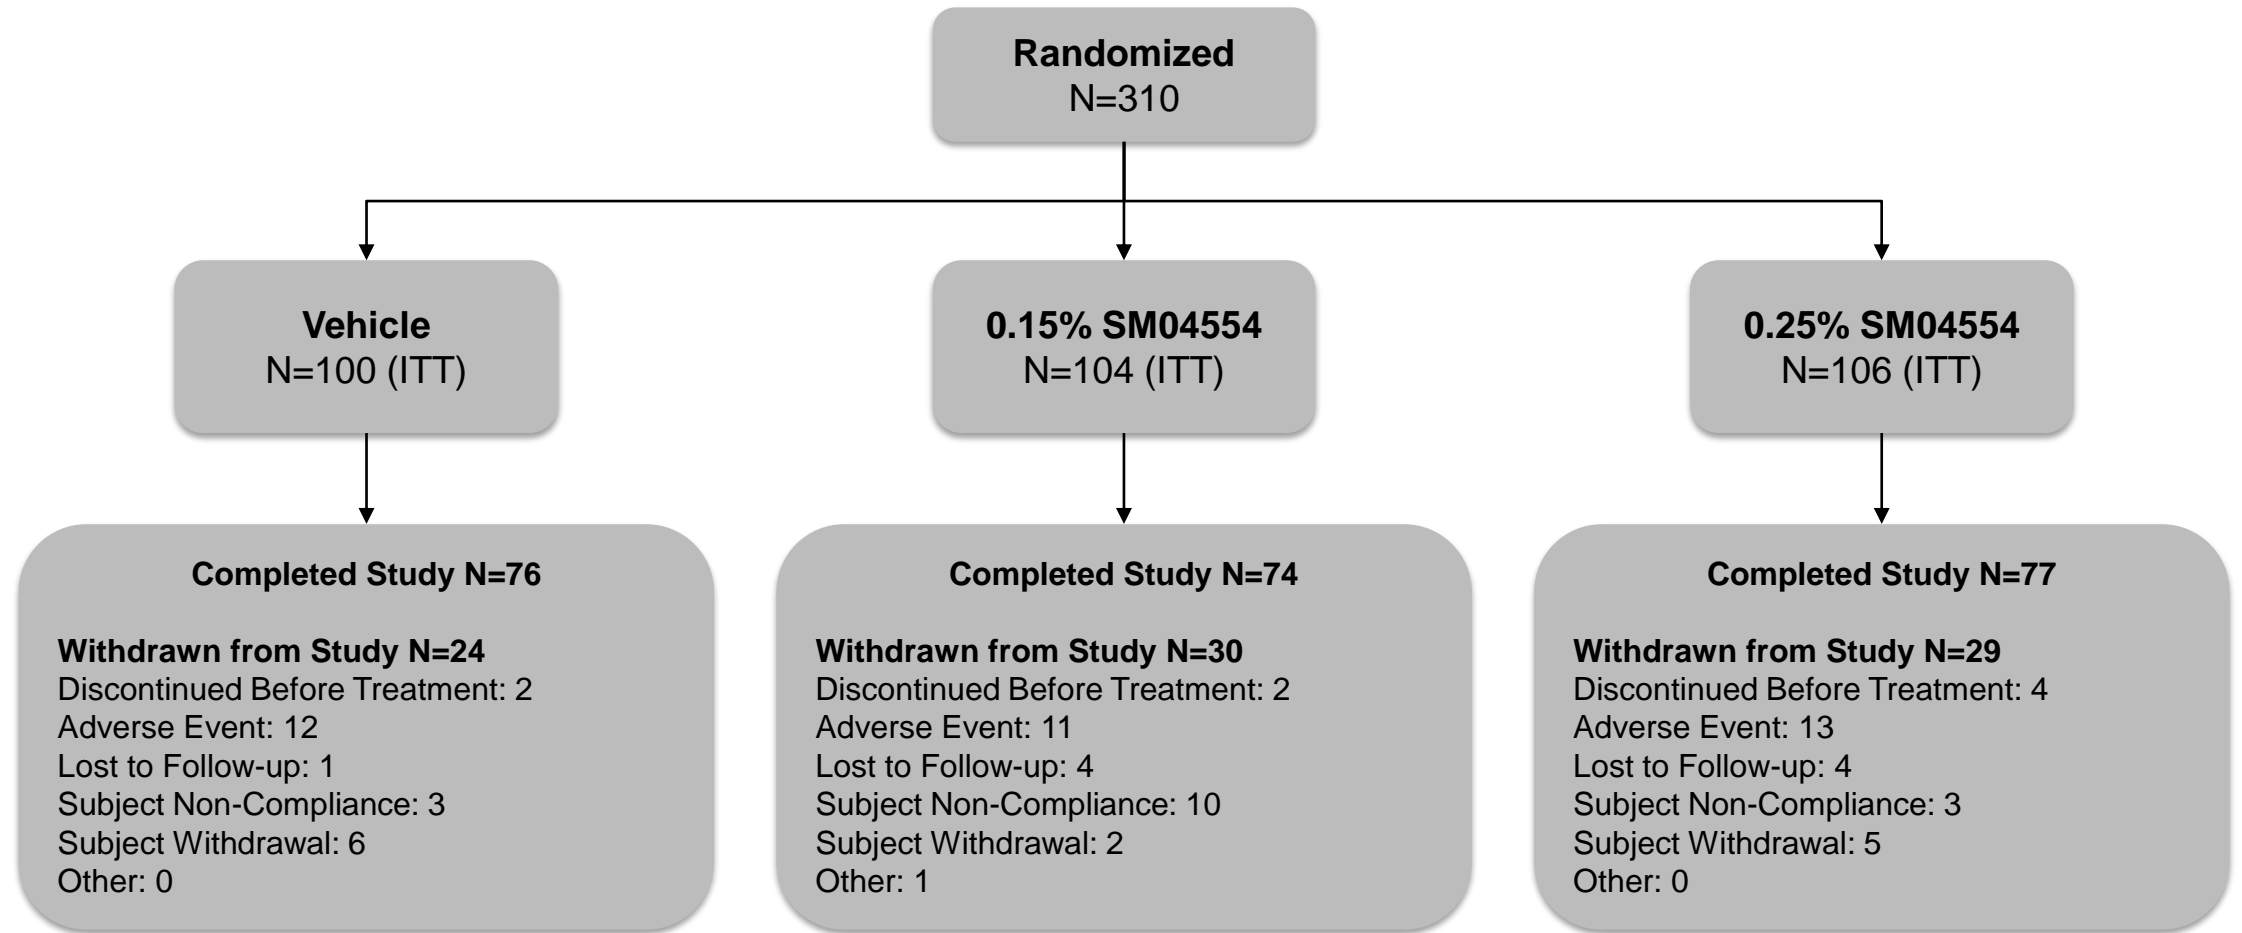 Randomized
N=310
Vehicle
N=100 (ITT)
0.15% SM04554
N=104 (ITT)
0.25% SM04554
N=106 (ITT)
Completed Study N=76
Withdrawn from Study N=24
Discontinued Before Treatment: 2
Adverse Event: 12
Lost to Follow-up: 1
Subject Non-Compliance: 3
Subject Withdrawal: 6
Other: 0
Completed Study N=74
Withdrawn from Study N=30
Discontinued Before Treatment: 2
Adverse Event: 11
Lost to Follow-up: 4
Subject Non-Compliance: 10
Subject Withdrawal: 2
Other: 1
Completed Study N=77
Withdrawn from Study N=29
Discontinued Before Treatment: 4
Adverse Event: 13
Lost to Follow-up: 4
Subject Non-Compliance: 3
Subject Withdrawal: 5
Other: 0